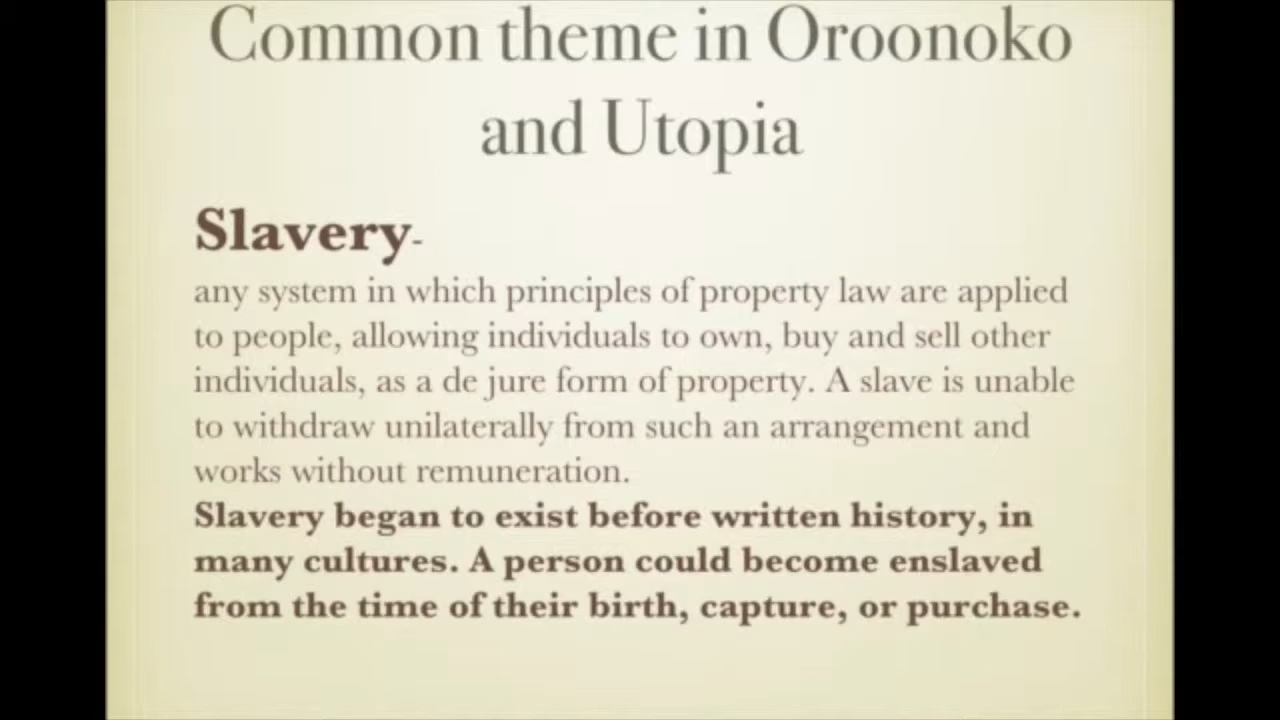 Common theme in Oroonoko
and Utopia
Slavery-
any system in which principles of property law are applied
to people, allowing individuals to own, buy and sell other
individuals, as a de jure form of property. A slave is unable
to withdraw unilaterally from such an arrangement and
works without remuneration.
Slavery began to exist before written history, in
many cultures. A person could become enslaved
from the time of their birth, capture, or purchase.